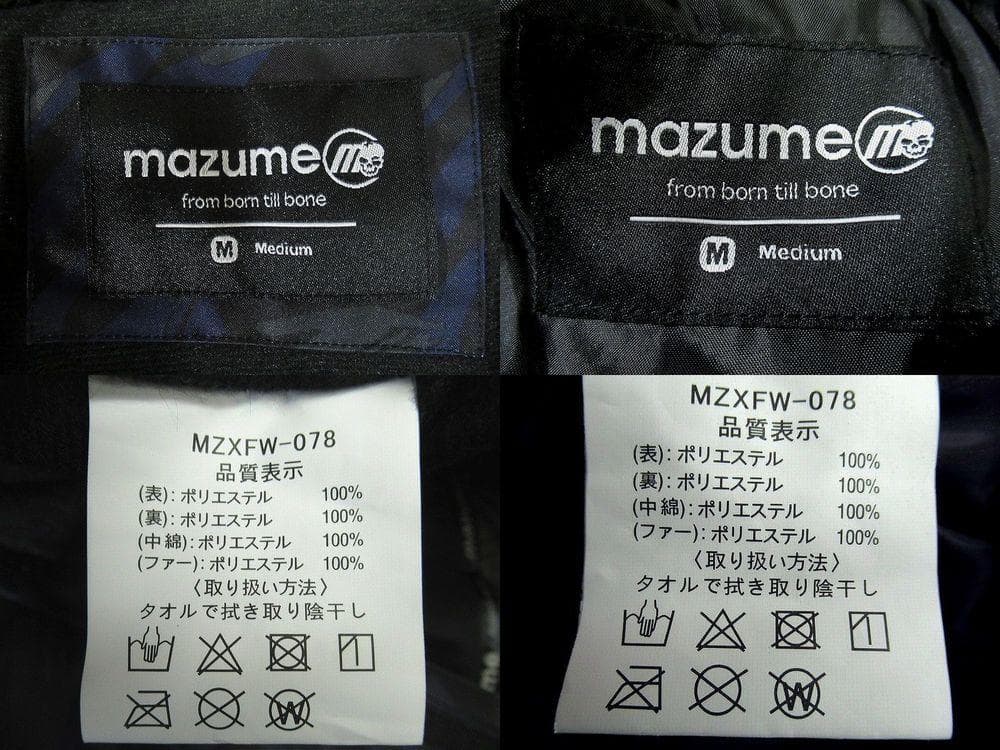 mazume
from born till bone
M Medium
mazume
from born till bone
M Medium
MZXFW-078
品質表示
(表): ポリエステル 100%
(裏): ポリエステル 100%
(中綿): ポリエステル 100%
(ファー): ポリエステル 100%
〈取り扱い方法〉
タオルで拭き取り陰干し
W
MZXFW-078
品質表示
(表): ポリエステル 100%
(裏): ポリエステル 100%
(中綿): ポリエステル 100%
(ファー): ポリエステル 100%
〈取り扱い方法〉
タオルで拭き取り陰干し
W